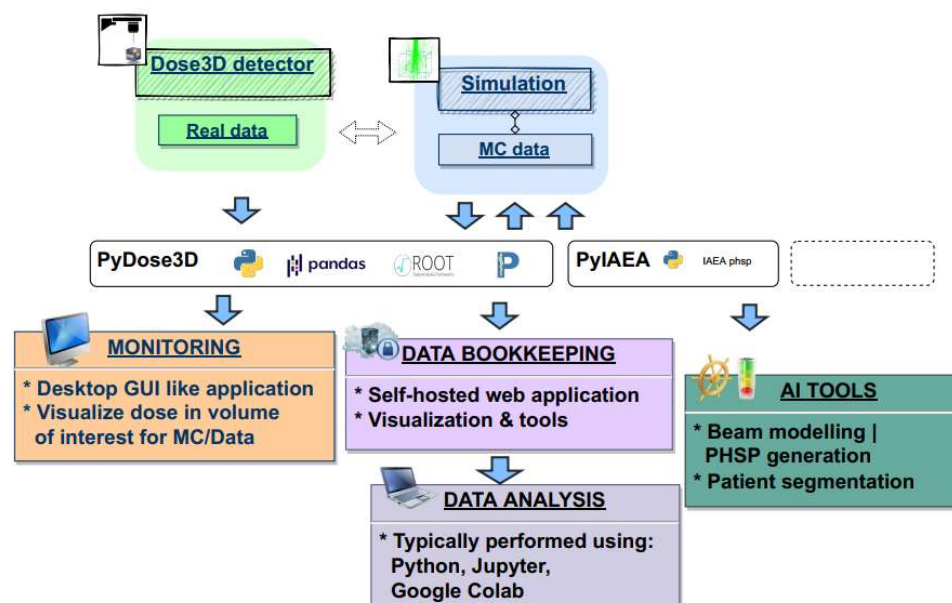 Dose3D detector
Real data
Simulation
MC data
PyDose3D
pandas
ROOT
P
PyIAEA
IAEA phsp
MONITORING
* Desktop GUI like application
* Visualize dose in volume
of interest for MC/Data
DATA BOOKKEEPING
* Self-hosted web application
* Visualization & tools
AI TOOLS
* Beam modelling |
PHSP generation
* Patient segmentation
DATA ANALYSIS
* Typically performed using:
Python, Jupyter,
Google Colab